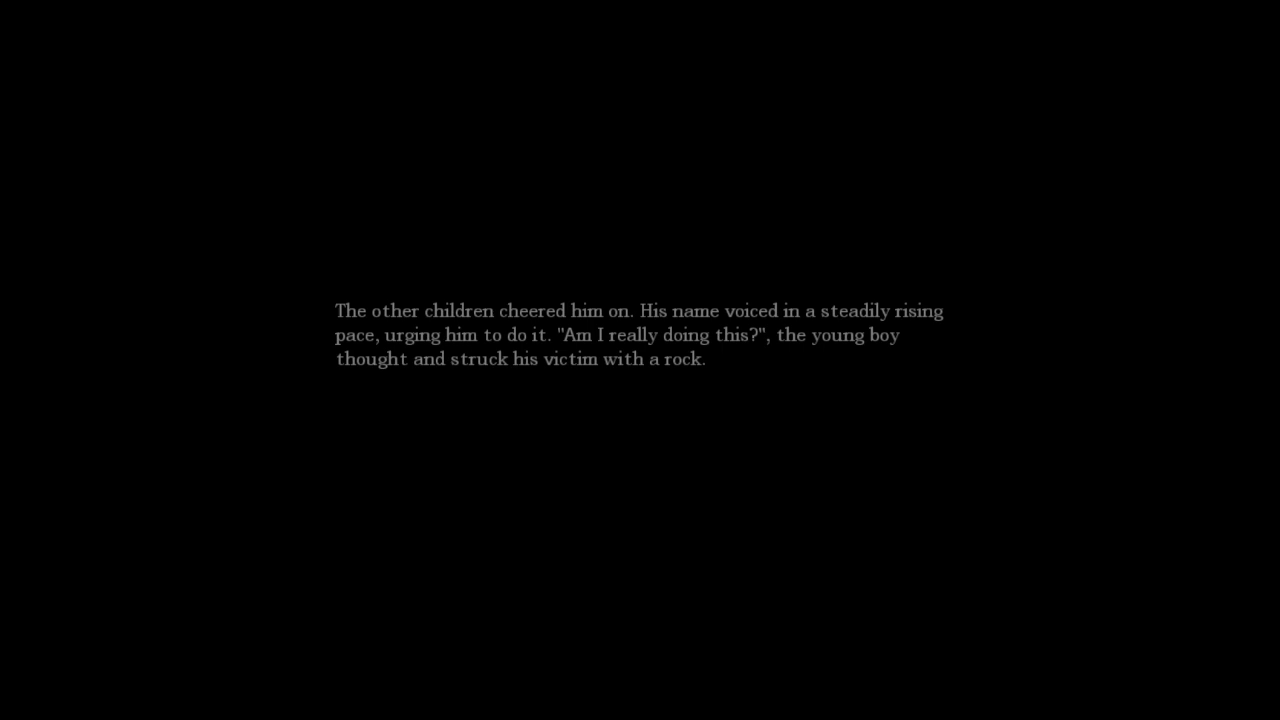 The other children cheered him on. His name voiced in a steadily rising
pace, urging him to do it. "Am I really doing this?", the young boy
thought and struck his victim with a rock.